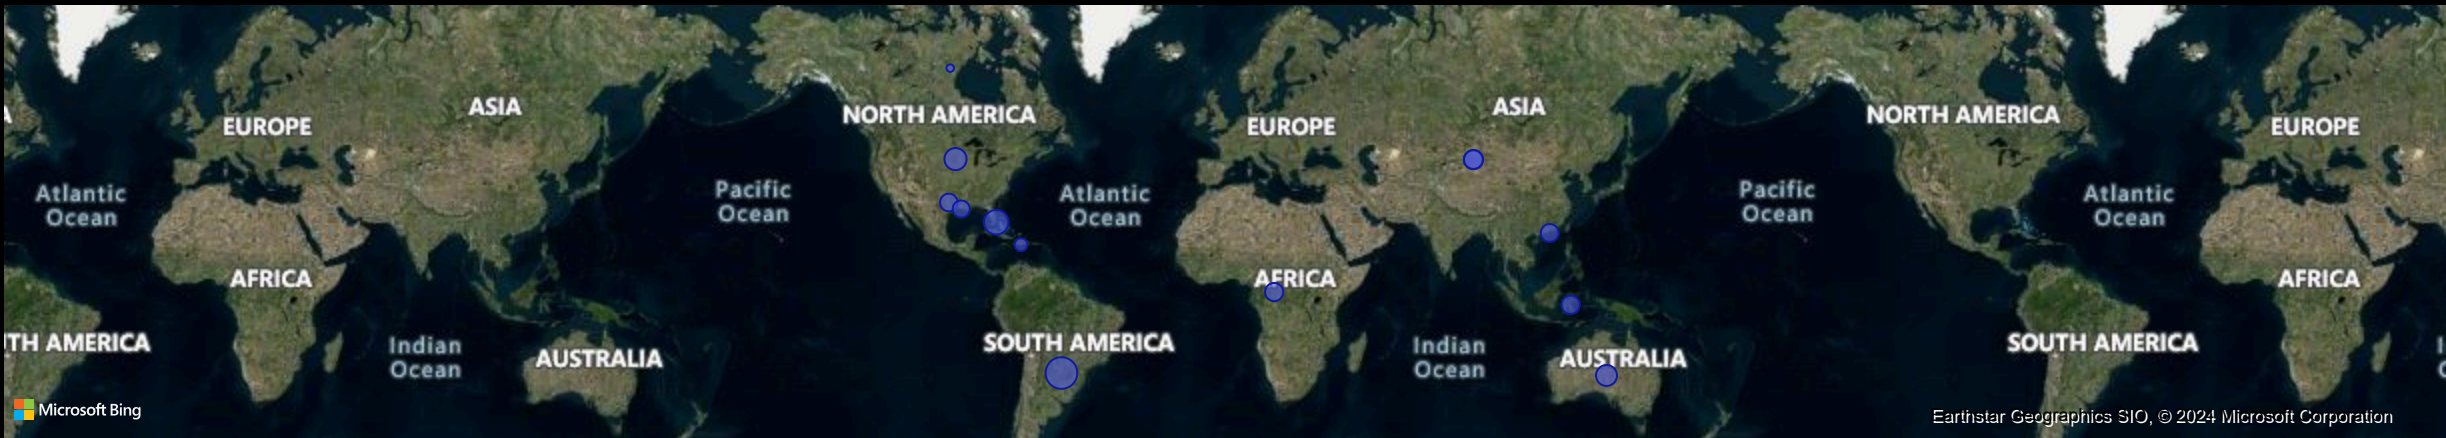 ASIA
ASIA
NORTH AMERICA
NORTH AMERICA
EUROPE
EUROPE
EUROPE
A
Atlantic
Ocean
Pacific
Ocean
Atlantic
Ocean
Pacific
Ocean
Atlantic
Ocean
AFRICA
AFRICA
AFRICA
TH AMERICA
Indian
Ocean
AUSTRALIA
SOUTH AMERICA
Indian
Ocean
AUSTRALIA
SOUTH AMERICA
Microsoft Bing
Earthstar Geographics SIO, © 2024 Microsoft Corporation